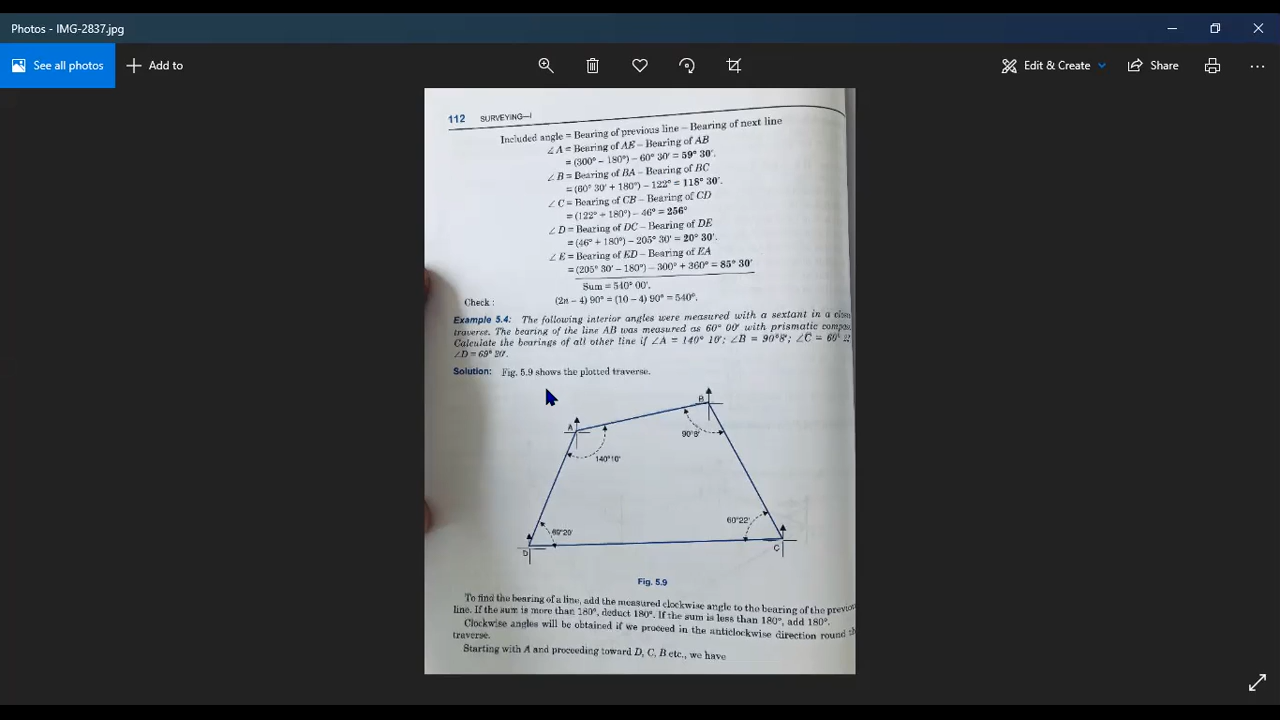 Photos - IMG-2837.jpg
See all photos
Add to
Edit & Create
Share
112 SURVEYING—I
Included angle = Bearing of previous line – Bearing of next line
∠A = Bearing of AE – Bearing of AB
= (300° – 180°) – 60° 30′ = 59° 30′.
∠B = Bearing of BA – Bearing of BC
= (60° 30′ + 180°) – 122° = 118° 30′.
∠C = Bearing of CB – Bearing of CD
= (122° + 180°) – 46° = 256°
∠D = Bearing of DC – Bearing of DE
= (46° + 180°) – 205° 30′ = 20° 30′.
∠E = Bearing of ED – Bearing of EA
= (205° 30′ – 180°) – 300° + 360° = 85° 30′
Sum = 540° 00′.
Check : (2n – 4) 90° = (10 – 4) 90° = 540°.
Example 5.4: The following interior angles were measured with a sextant in a
traverse. The bearing of the line AB was measured as 60° 00′ with prismatic
Calculate the bearings of all other line if ∠A = 140° 10′; ∠B = 90°8′; ∠C = 60° 22
∠D = 69° 20′.
Solution: Fig. 5.9 shows the plotted traverse.
B
A
90°8′
140°10′
60°22′
69°20′
D
C
Fig. 5.9
To find the bearing of a line, add the measured clockwise angle to the bearing of the
line. If the sum is more than 180°, deduct 180°. If the sum is less than 180°, add 180°.
Clockwise angles will be obtained if we proceed in the anticlockwise direction round
traverse.
Starting with A and proceeding toward D, C, B etc., we have